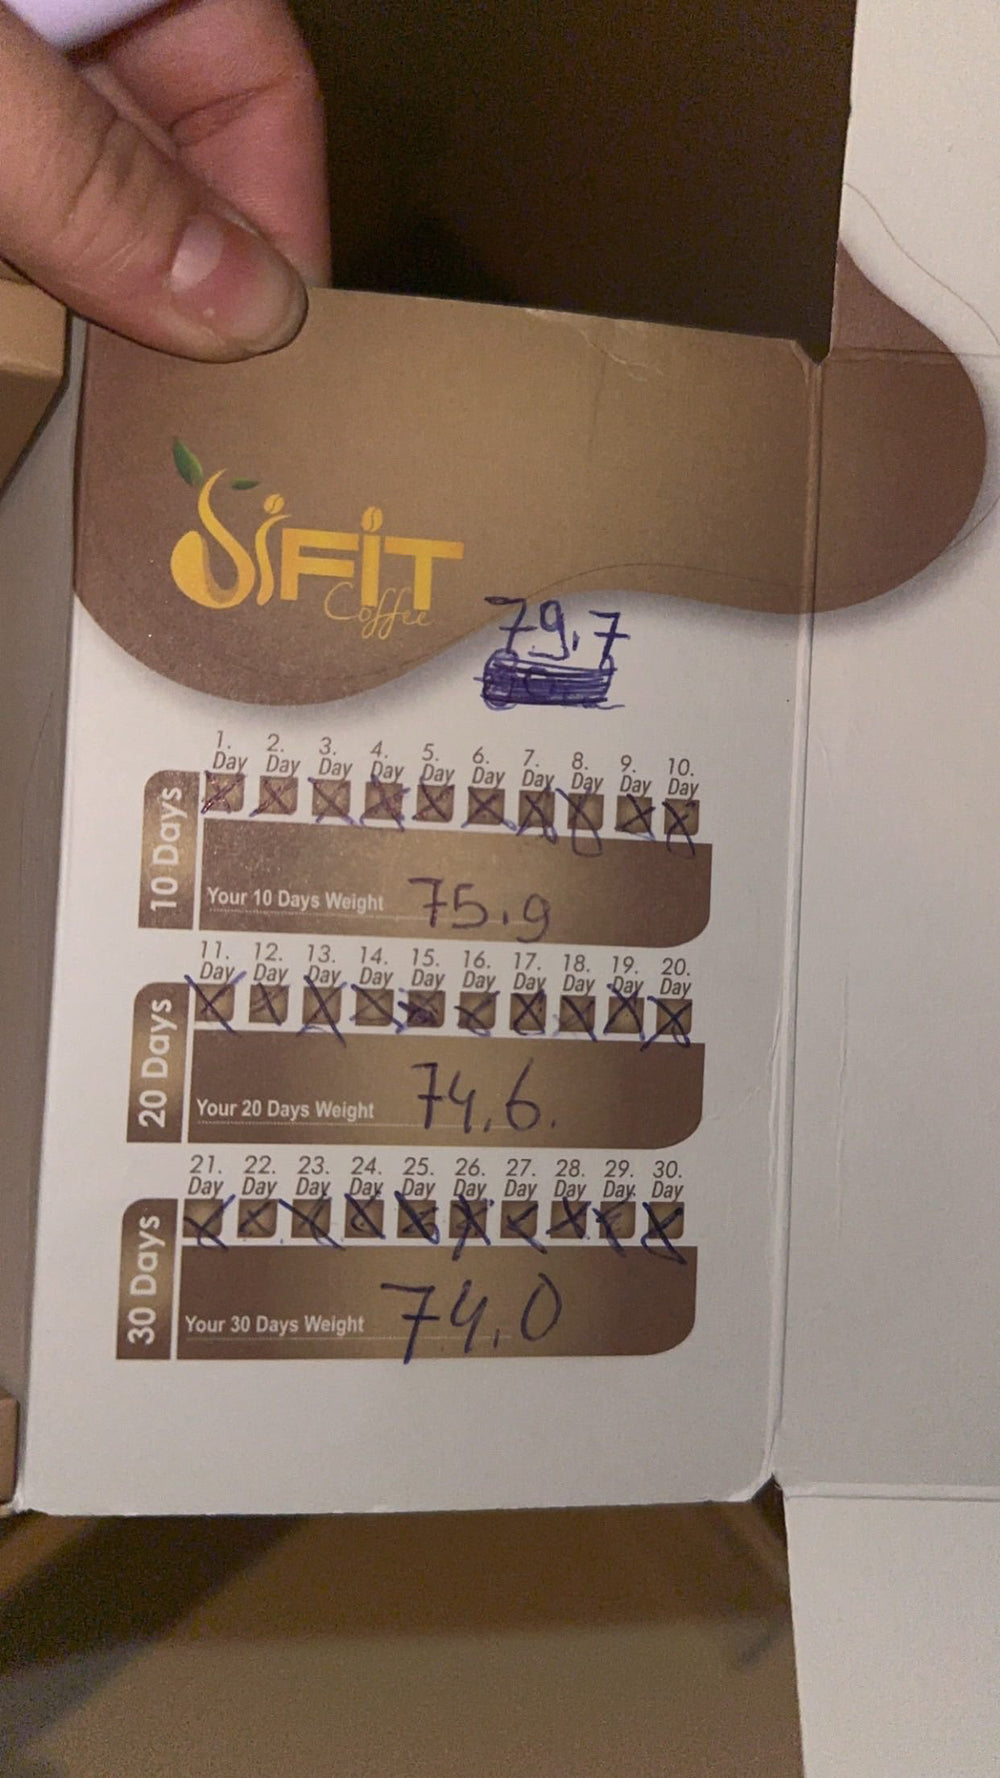 SiFiT
Coffee
79.7
1. 2. 3. 4. 5. 6. 7. 8. 9. 10.
Day Day Day Day Day Day Day Day Day Day
10 Days
Your 10 Days Weight 75.9
11. 12. 13. 14. 15. 16. 17. 18. 19. 20.
Day Day Day Day Day Day Day Day Day Day
20 Days
Your 20 Days Weight 74.6.
21. 22. 23. 24. 25. 26. 27. 28. 29. 30.
Day Day Day Day Day Day Day Day Day Day
30 Days
Your 30 Days Weight 74.0